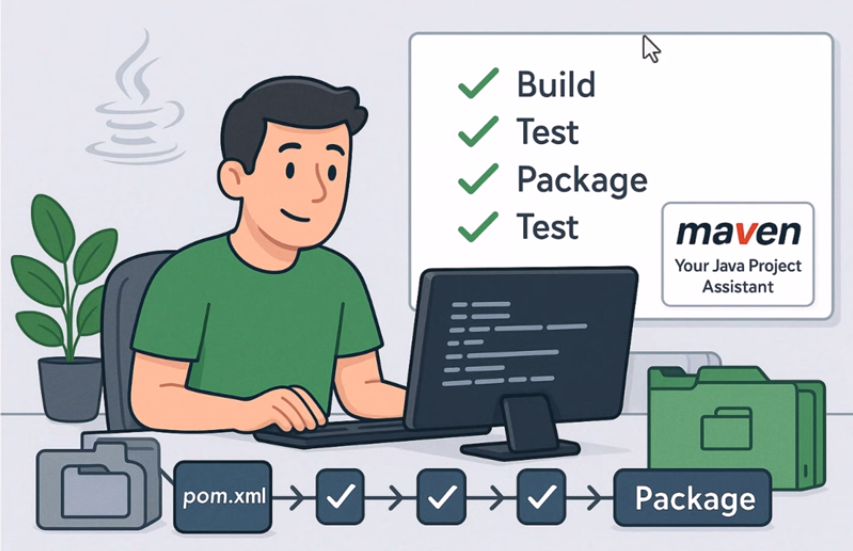 Build
Test
Package
Test
maven
Your Java Project
Assistant
pom.xml
Package